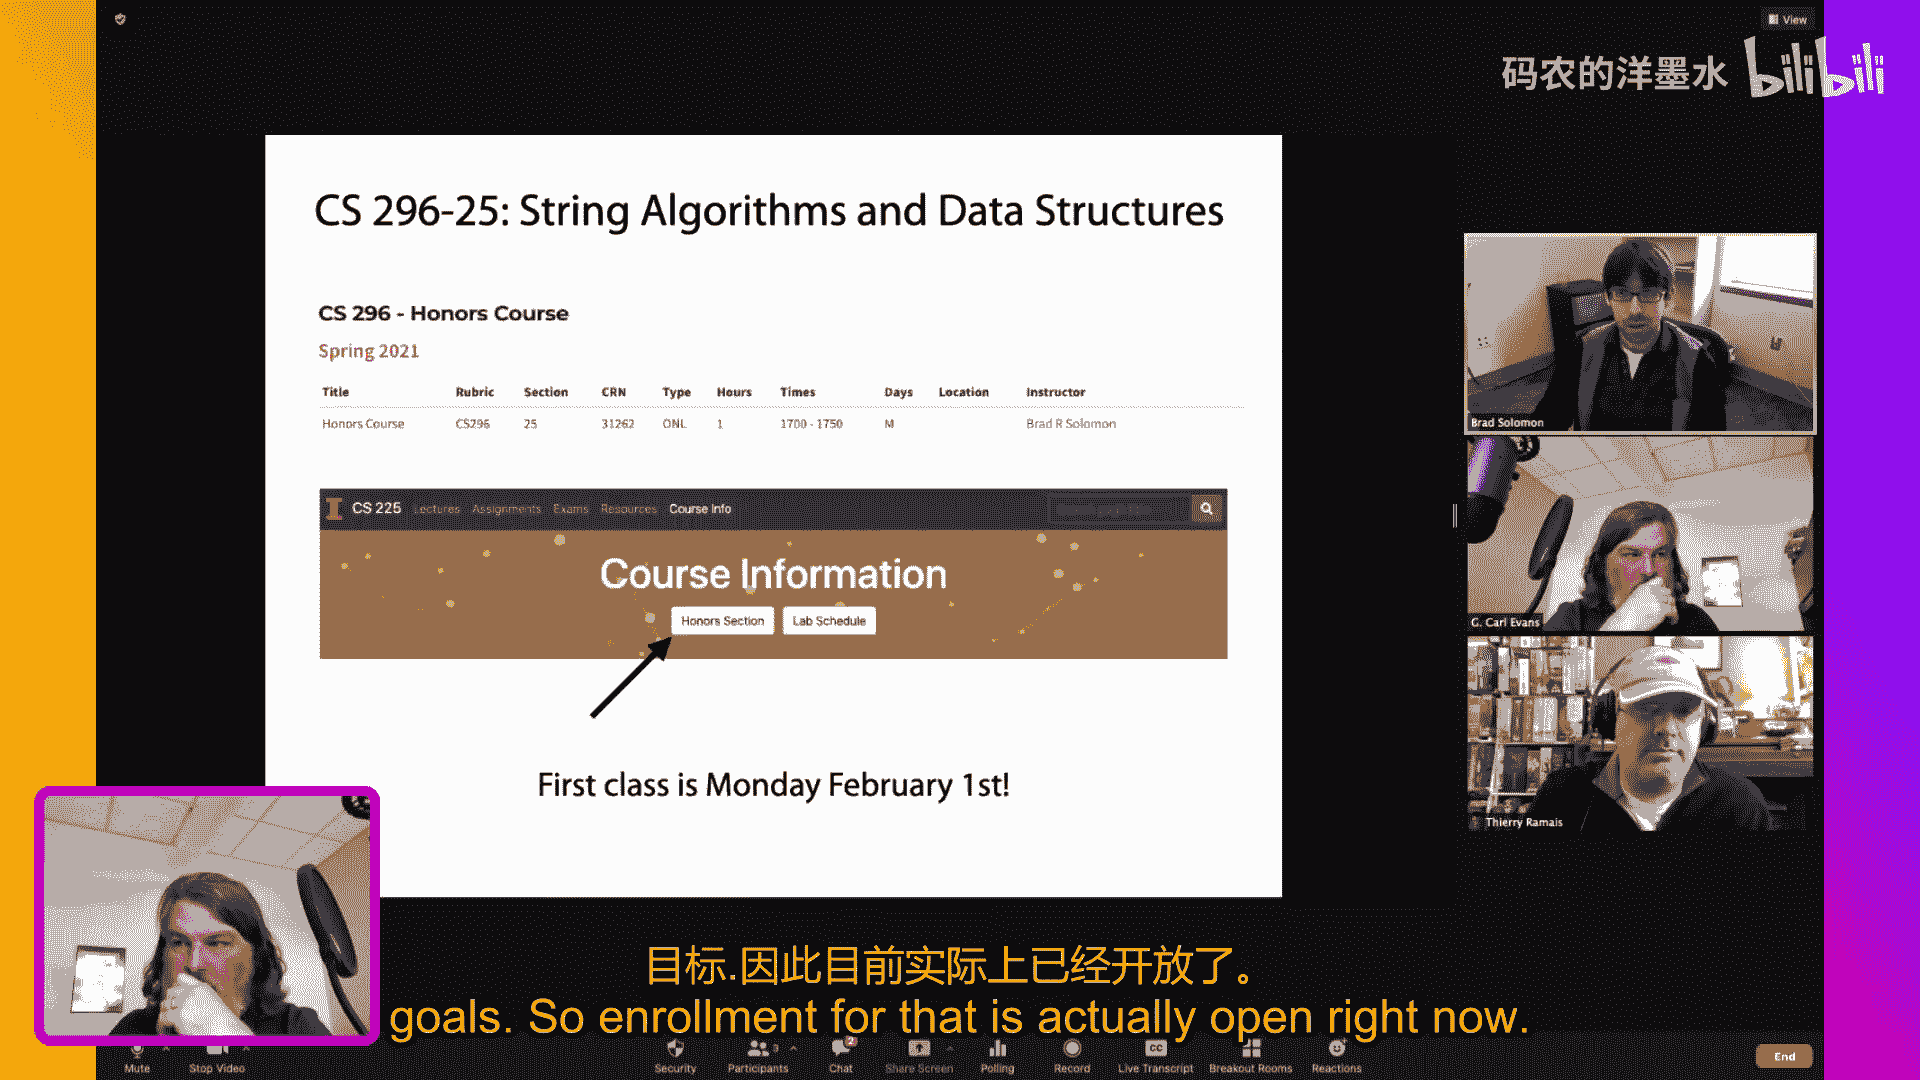 View
码农的洋墨水 bilibili
CS 296-25: String Algorithms and Data Structures
CS 296 - Honors Course
Spring 2021
Title Rubric Section CRN Type Hours Times Days Location Instructor
Honors Course CS296 25 31262 ONL 1 1700 - 1750 M Brad R Solomon
I CS 225 Lectures Assignments Exams Resources Course Info
Course Information
Honors Section Lab Schedule
First class is Monday February 1st!
Brad Solomon
G. Carl Evans
Thierry Ramais
目标.因此目前实际上已经开放了。
goals. So enrollment for that is actually open right now.
Mute Stop Video Security Participants 3 Chat 2 Share Screen Polling Record CC Live Transcript Breakout Rooms Reactions End